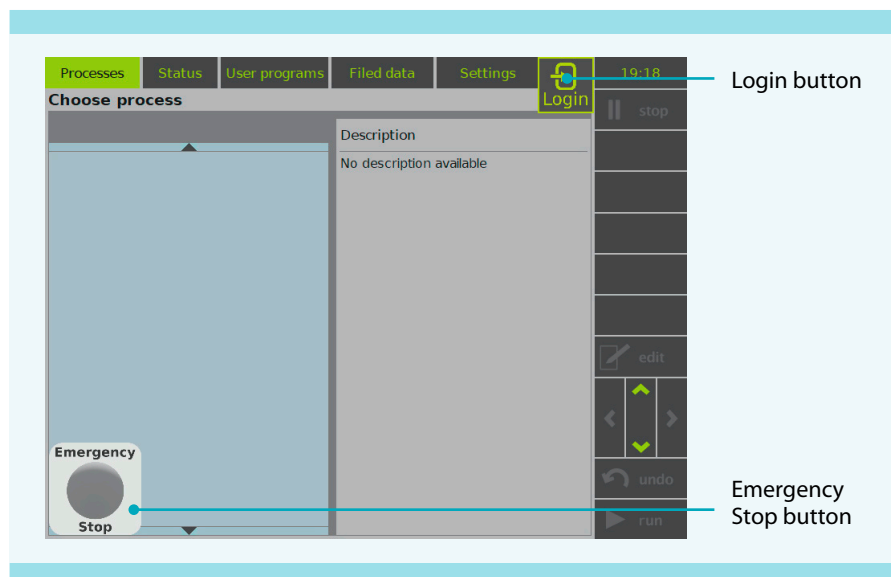 Processes
Status
User programs
Filed data
Settings
Login
19:18
Login button
Choose process
stop
Description
No description available
edit
Emergency
Stop
undo
run
Emergency
Stop button